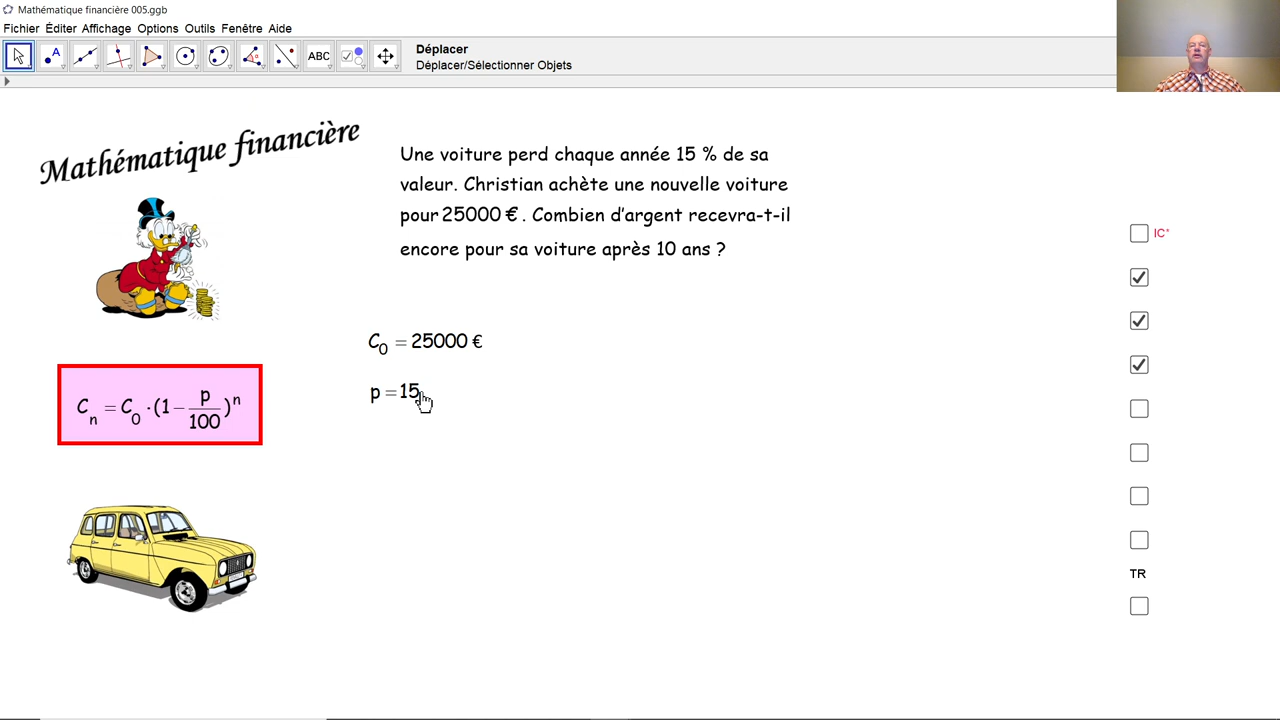 Mathématique financière 005.ggb
Fichier Éditer Affichage Options Outils Fenêtre Aide
ABC
Déplacer
Déplacer/Sélectionner Objets
Mathématique financière
Une voiture perd chaque année 15 % de sa
valeur. Christian achète une nouvelle voiture
pour 25000 € . Combien d'argent recevra-t-il
encore pour sa voiture après 10 ans ?
IC*
C₀ = 25000 €
p = 15
Cₙ = C₀ · (1 − p/100)ⁿ
TR